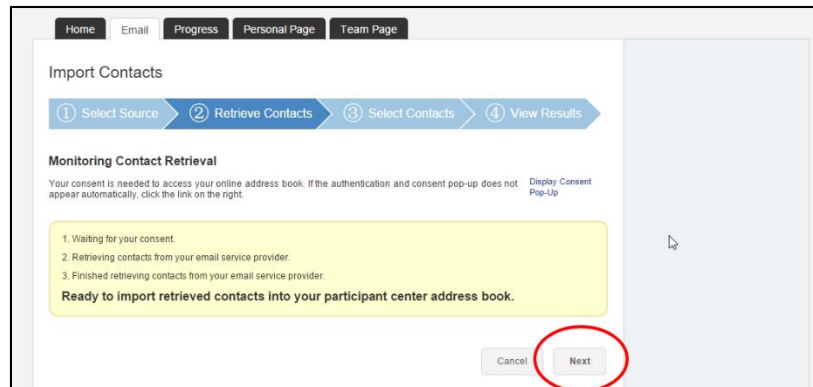 Home Email Progress Personal Page Team Page
Import Contacts
1 Select Source 2 Retrieve Contacts 3 Select Contacts 4 View Results
Monitoring Contact Retrieval
Your consent is needed to access your online address book. If the authentication and consent pop-up does not Display Consent
appear automatically, click the link on the right. Pop-Up
1. Waiting for your consent.
2. Retrieving contacts from your email service provider.
3. Finished retrieving contacts from your email service provider.
Ready to import retrieved contacts into your participant center address book.
Cancel Next